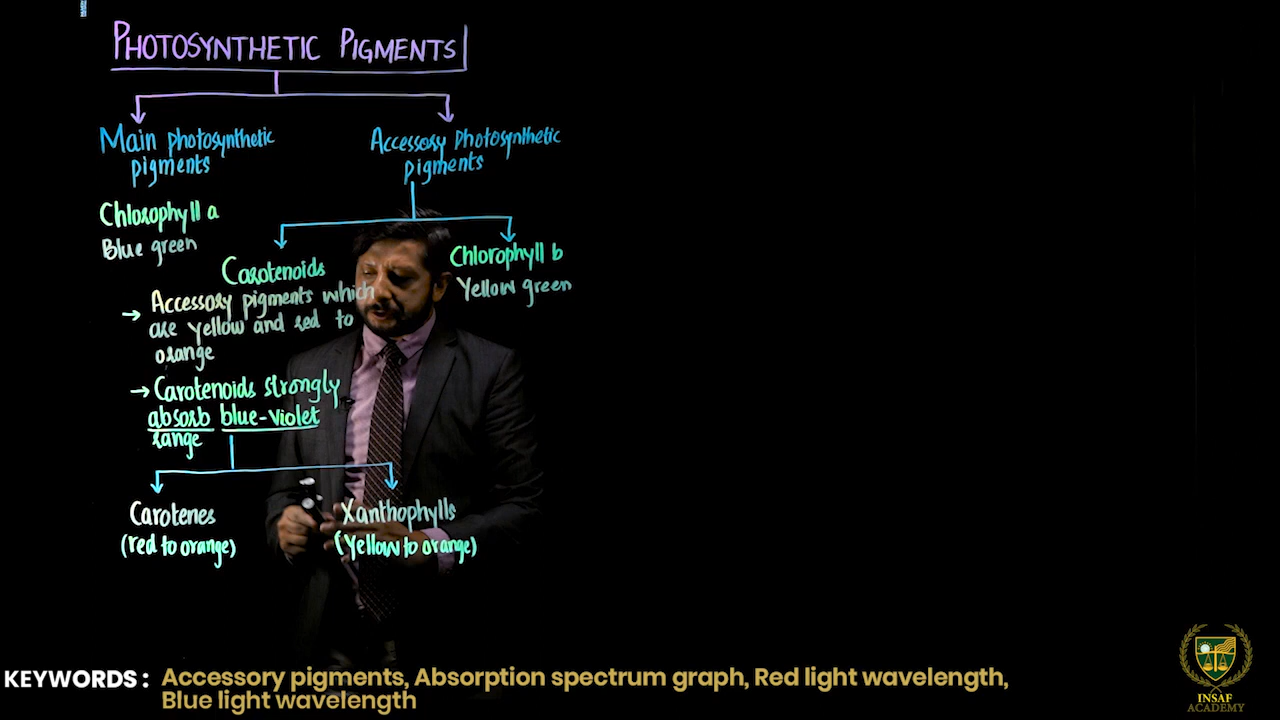 PHOTOSYNTHETIC PIGMENTS
Main photosynthetic
pigments
Accessory photosynthetic
pigments
Chlorophyll a
Blue green
Carotenoids
Chlorophyll b
Yellow green
→ Accessory pigments which
are yellow and red to
orange
→ Carotenoids strongly
absorb blue-violet
range
Carotenes
(red to orange)
Xanthophylls
(Yellow to orange)
KEYWORDS: Accessory pigments, Absorption spectrum graph, Red light wavelength,
Blue light wavelength
INSAF
ACADEMY